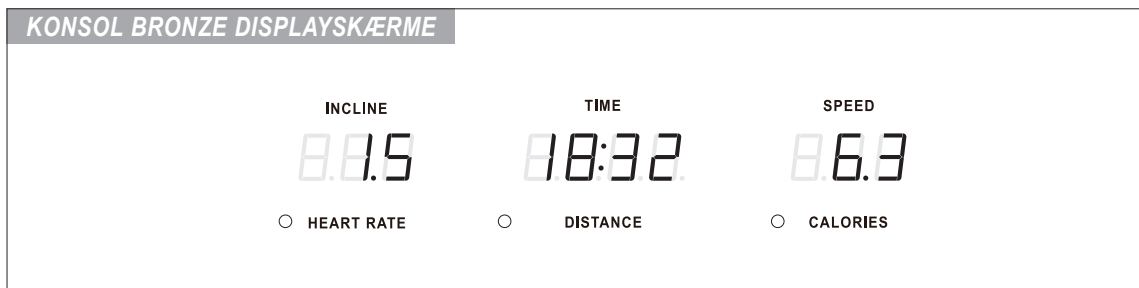 KONSOL BRONZE DISPLAYSKÆRME
INCLINE TIME SPEED
1.5 18:32 6.3
HEART RATE DISTANCE CALORIES